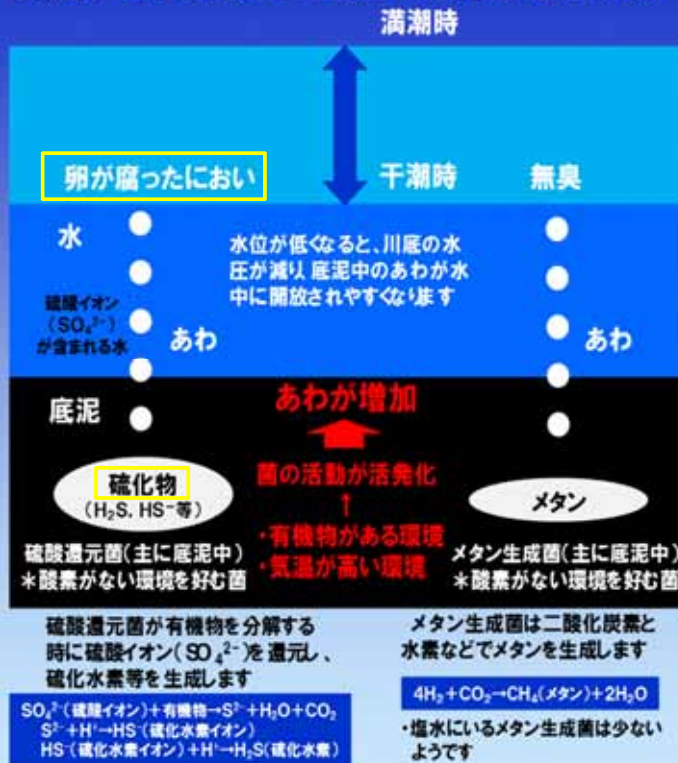 満潮時
卵が腐ったにおい
干潮時
無臭
水
水位が低くなると、川底の水
圧が減り、底泥中のあわが水
中に開放されやすくなります
硫酸イオン
(SO₄²⁻)
が含まれる水
あわ
あわ
底泥
あわが増加
硫化物
(H₂S, HS⁻等)
菌の活動が活発化
↑
・有機物がある環境
・気温が高い環境
メタン
硫酸還元菌(主に底泥中)
＊酸素がない環境を好む菌
メタン生成菌(主に底泥中)
＊酸素がない環境を好む菌
硫酸還元菌が有機物を分解する
時に硫酸イオン(SO₄²⁻)を還元し、
硫化水素等を生成します
メタン生成菌は二酸化炭素と
水素などでメタンを生成します
SO₄²⁻(硫酸イオン)+有機物→S²⁻+H₂O+CO₂
S²⁻+H⁺→HS⁻(硫化水素イオン)
HS⁻(硫化水素イオン)+H⁺→H₂S(硫化水素)
4H₂+CO₂→CH₄(メタン)+2H₂O
・塩水にいるメタン生成菌は少ない
ようです